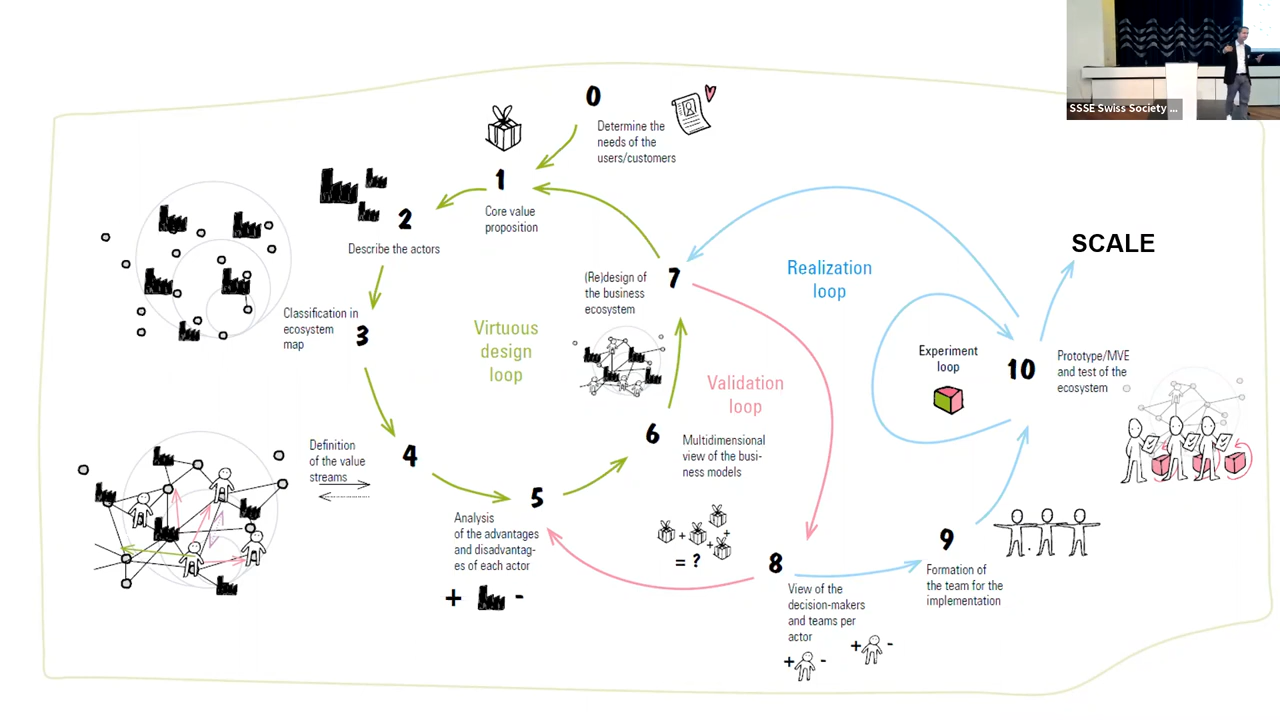 SSSE Swiss Society ...
0
Determine the
needs of the
users/customers
1
Core value
proposition
2
Describe the actors
Classification in
ecosystem
map
3
Definition
of the value
streams
4
5
Analysis
of the advantages
and disadvantag-
es of each actor
+ -
6
Multidimensional
view of the busi-
ness models
+ + +
= ?
7
(Re)design of
the business
ecosystem
Virtuous
design
loop
Validation
loop
8
View of the
decision-makers
and teams per
actor
+ -
+ -
9
Formation of
the team for the
implementation
Realization
loop
Experiment
loop
10
Prototype/MVE
and test of the
ecosystem
SCALE